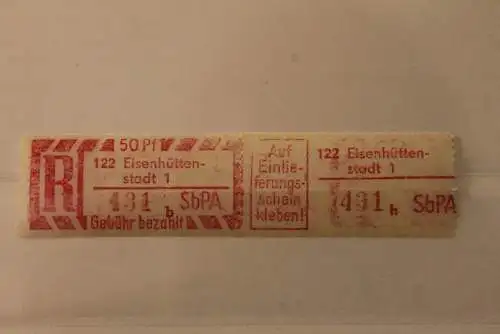 50 Pf
R
122 Eisenhütten-
stadt 1
431 h SbPA
Gebühr bezahlt
Auf
Einlie-
ferungs-
schein
kleben!
122 Eisenhütten-
stadt 1
431 h SbPA